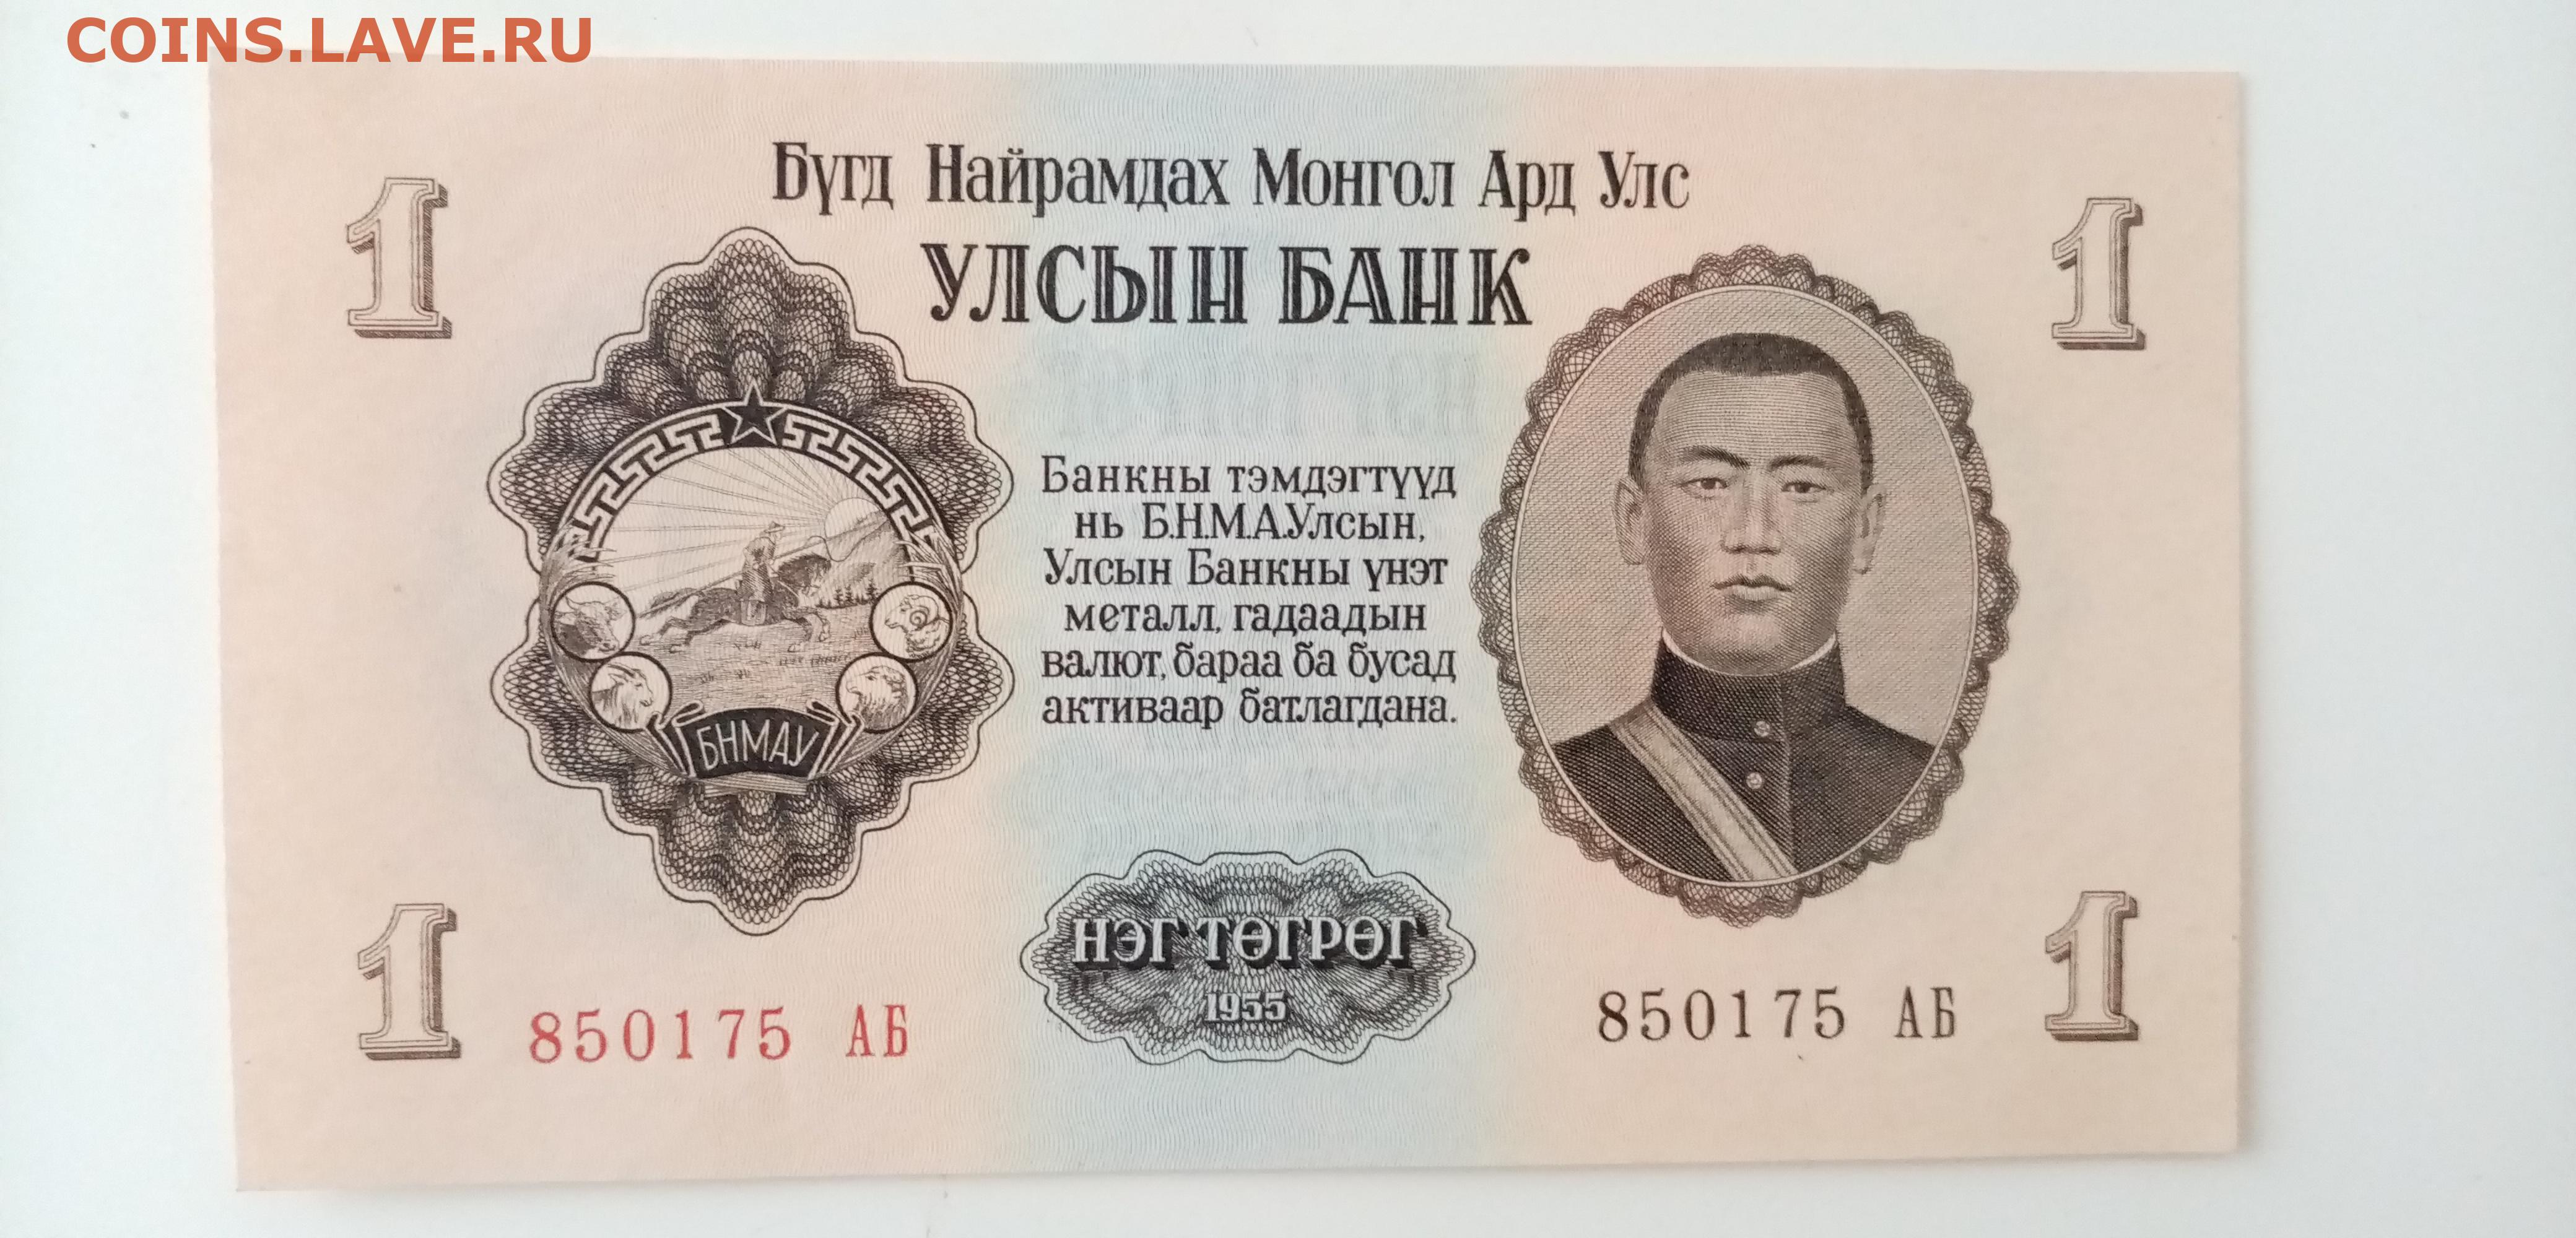 COINS.LAVE.RU
Бүгд Найрамдах Монгол Ард Улс
УЛСЫН БАНК
1
1
Банкны тэмдэгтүүд
нь Б.Н.М.А.Улсын,
Улсын Банкны үнэт
металл, гадаадын
валют, бараа ба бусад
активаар батлагдана.
БНМАУ
НЭГ ТӨГРӨГ
1955
1
850175 АБ
850175 АБ
1